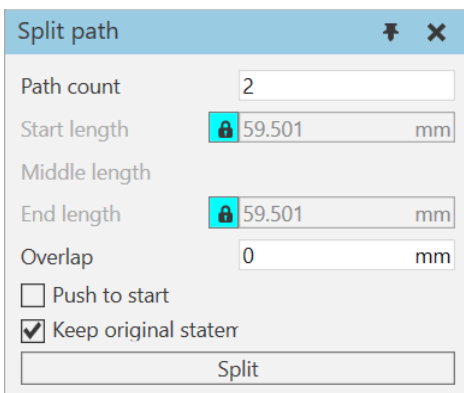 Split path
Path count 2
Start length 59.501 mm
Middle length
End length 59.501 mm
Overlap 0 mm
Push to start
Keep original statem
Split